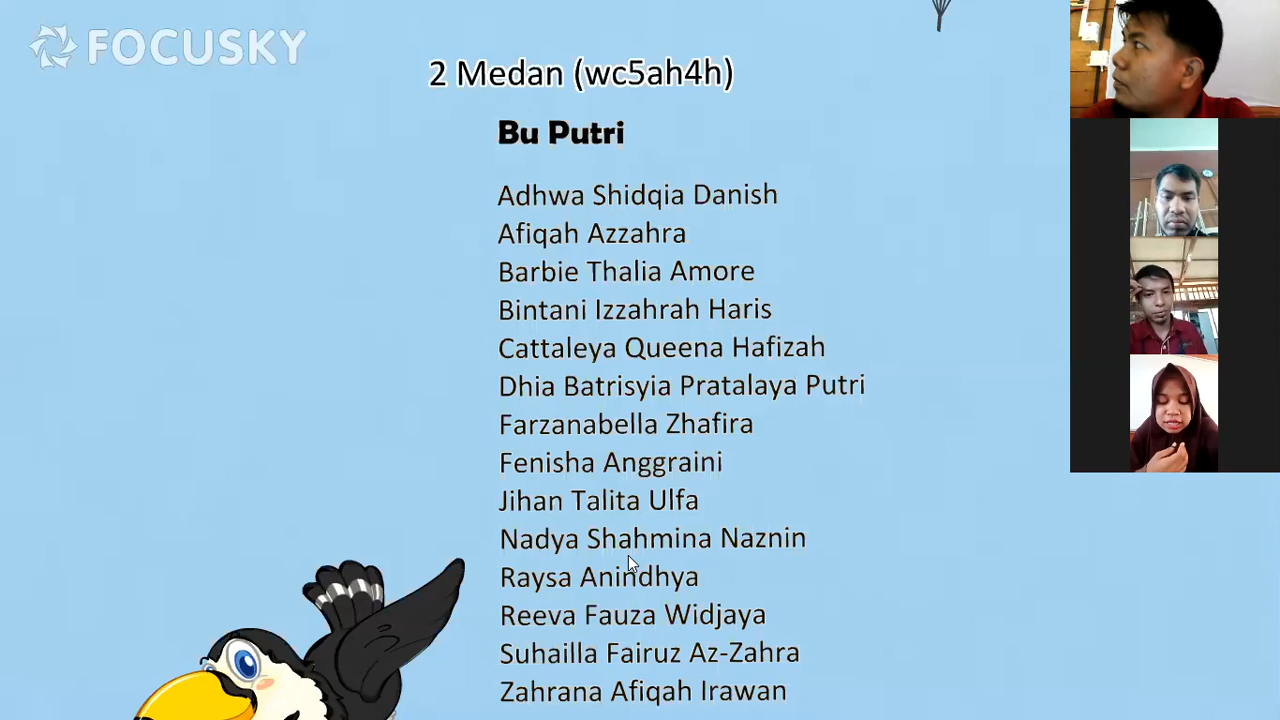 FOCUSKY
2 Medan (wc5ah4h)
Bu Putri
Adhwa Shidqia Danish
Afiqah Azzahra
Barbie Thalia Amore
Bintani Izzahrah Haris
Cattaleya Queena Hafizah
Dhia Batrisyia Pratalaya Putri
Farzanabella Zhafira
Fenisha Anggraini
Jihan Talita Ulfa
Nadya Shahmina Naznin
Raysa Anindhya
Reeva Fauza Widjaya
Suhailla Fairuz Az-Zahra
Zahrana Afiqah Irawan